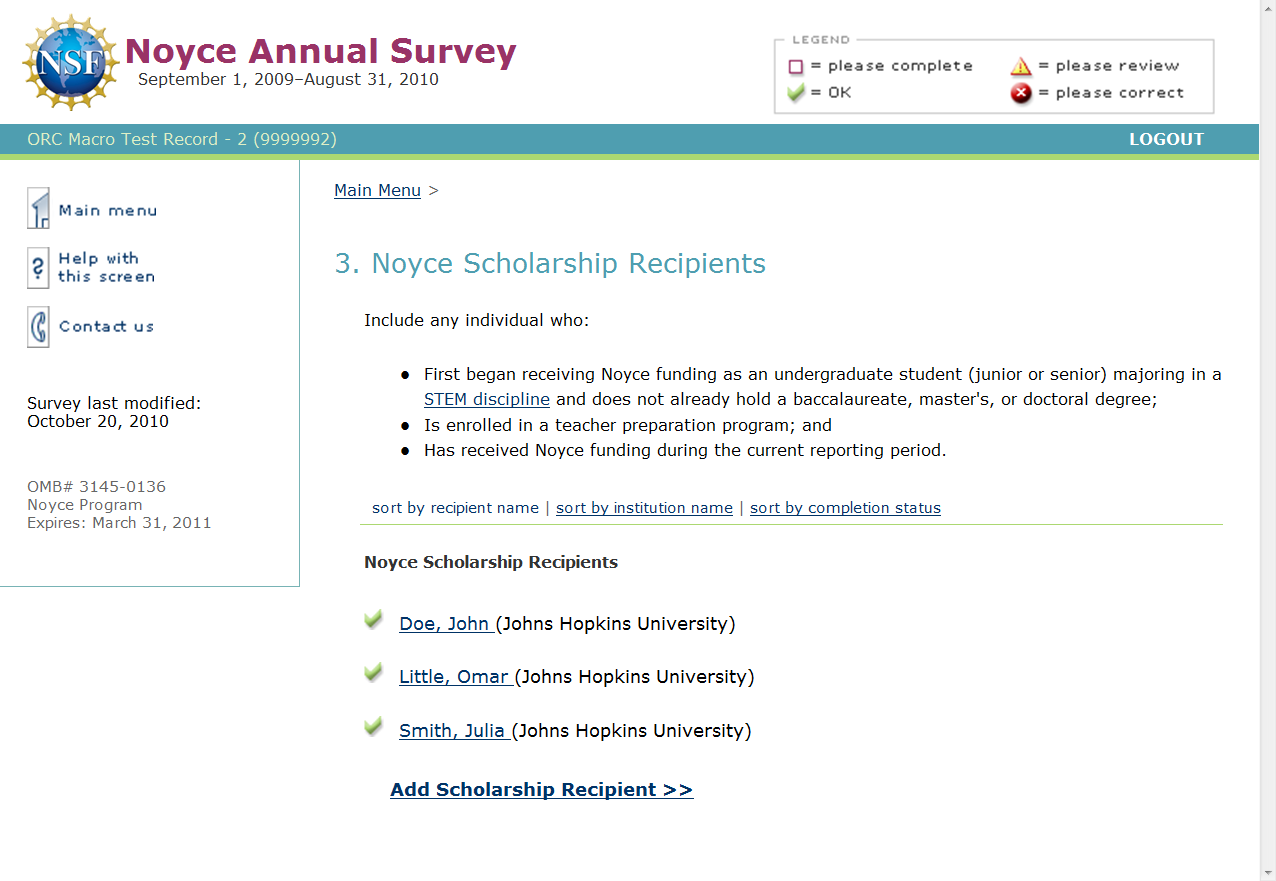 NSF
Noyce Annual Survey
September 1, 2009–August 31, 2010
LEGEND
= please complete
= please review
= OK
= please correct
ORC Macro Test Record - 2 (9999992)
LOGOUT
Main menu
Help with
this screen
Contact us
Survey last modified:
October 20, 2010
OMB# 3145-0136
Noyce Program
Expires: March 31, 2011
Main Menu >
3. Noyce Scholarship Recipients
Include any individual who:
● First began receiving Noyce funding as an undergraduate student (junior or senior) majoring in a
STEM discipline and does not already hold a baccalaureate, master's, or doctoral degree;
● Is enrolled in a teacher preparation program; and
● Has received Noyce funding during the current reporting period.
sort by recipient name | sort by institution name | sort by completion status
Noyce Scholarship Recipients
Doe, John (Johns Hopkins University)
Little, Omar (Johns Hopkins University)
Smith, Julia (Johns Hopkins University)
Add Scholarship Recipient >>